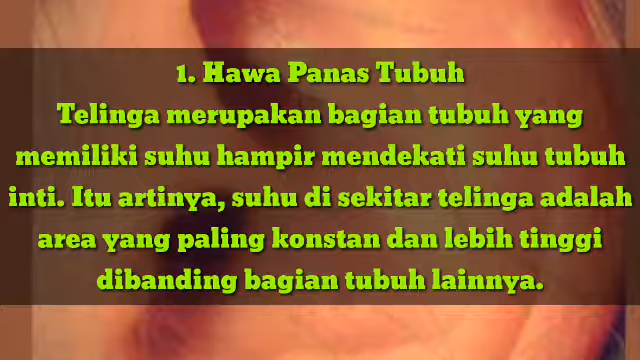 1. Hawa Panas Tubuh
Telinga merupakan bagian tubuh yang
memiliki suhu hampir mendekati suhu tubuh
inti. Itu artinya, suhu di sekitar telinga adalah
area yang paling konstan dan lebih tinggi
dibanding bagian tubuh lainnya.